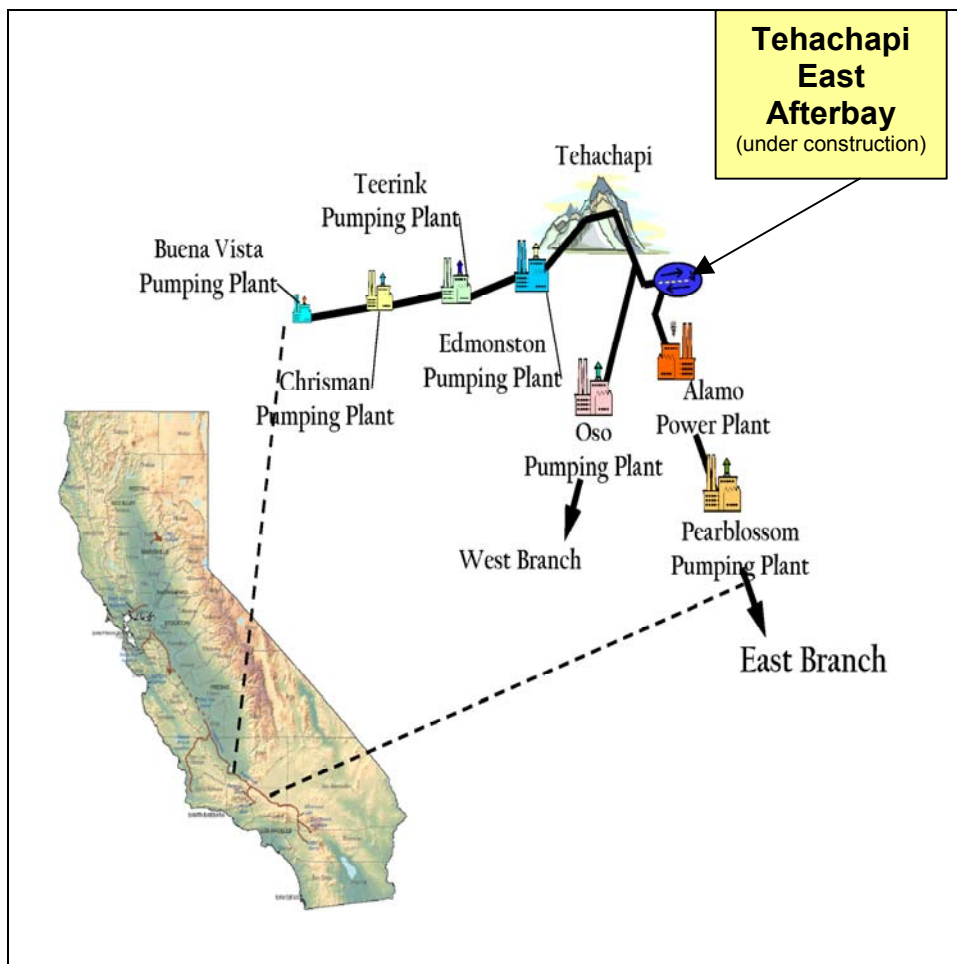 Tehachapi
East
Afterbay
(under construction)
Tehachapi
Teerink
Pumping Plant
Buena Vista
Pumping Plant
Edmonston
Pumping Plant
Chrisman
Pumping Plant
Alamo
Power Plant
Oso
Pumping Plant
Pearblossom
Pumping Plant
West Branch
East Branch